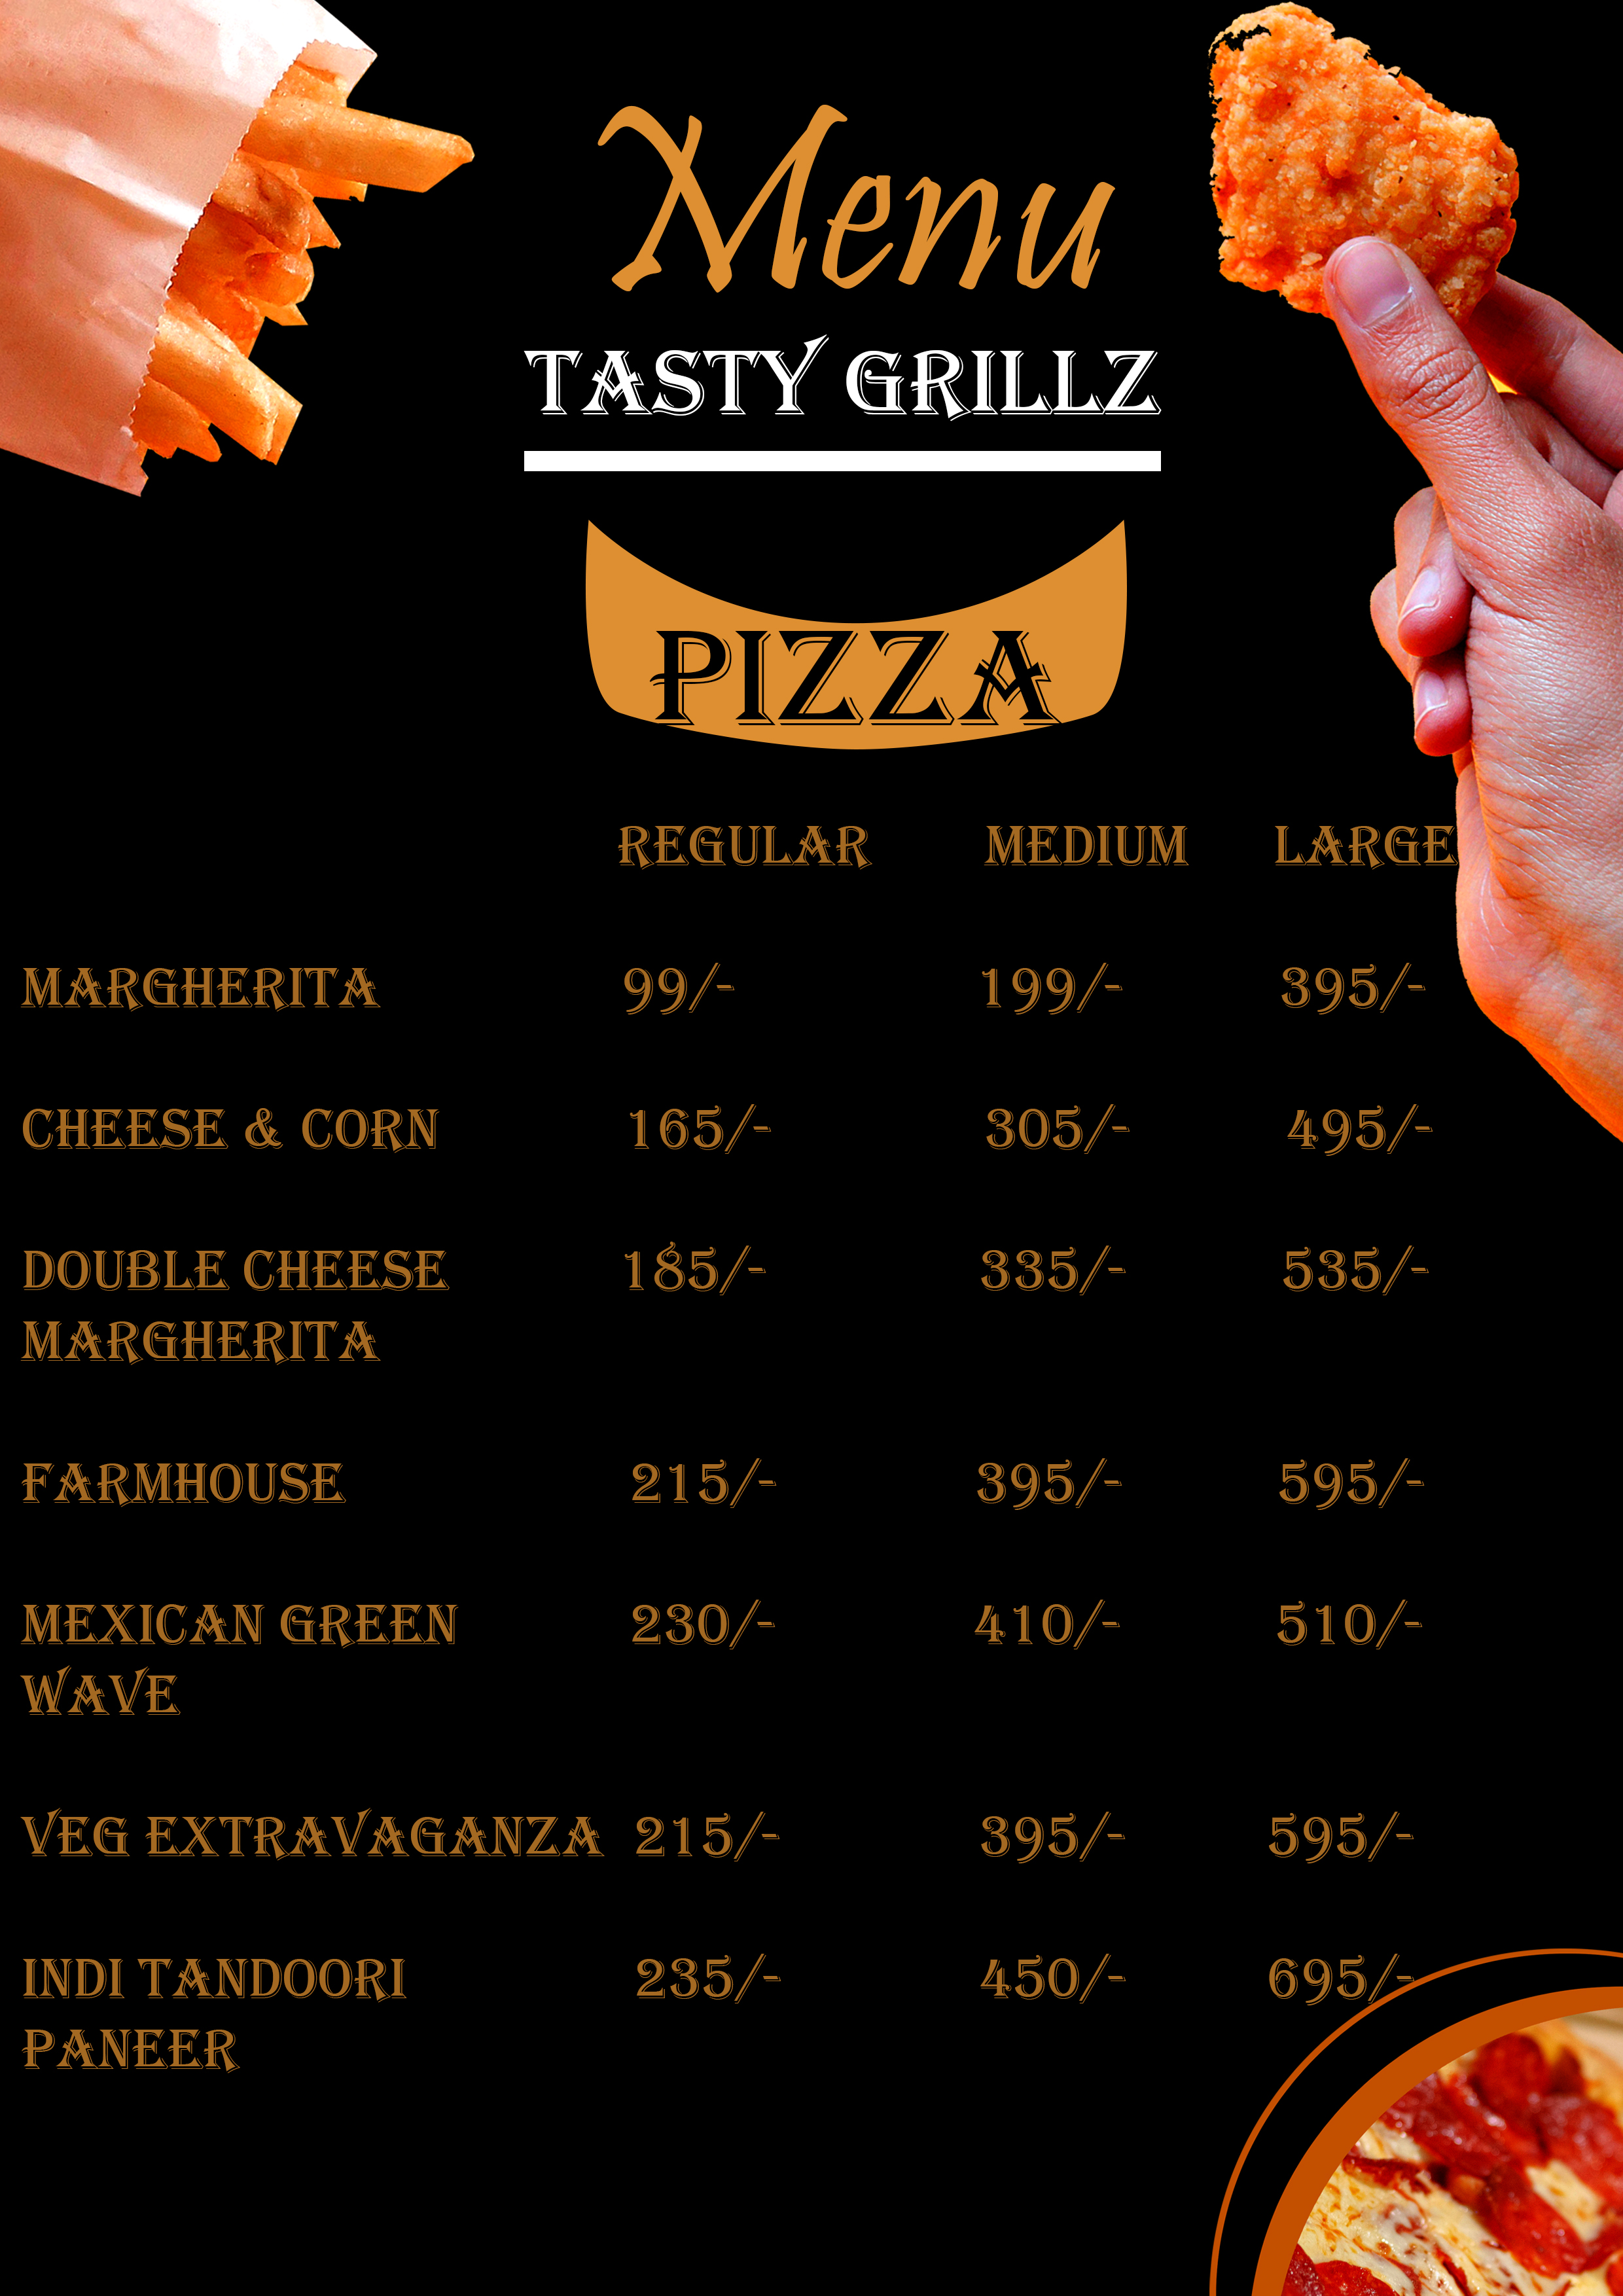 Menu
TASTY GRILLZ
PIZZA
REGULAR MEDIUM LARGE
MARGHERITA 99/- 199/- 395/-
CHEESE & CORN 165/- 305/- 495/-
DOUBLE CHEESE 185/- 335/- 535/-
MARGHERITA
FARMHOUSE 215/- 395/- 595/-
MEXICAN GREEN 230/- 410/- 510/-
WAVE
VEG EXTRAVAGANZA 215/- 395/- 595/-
INDI TANDOORI 235/- 450/- 695/-
PANEER